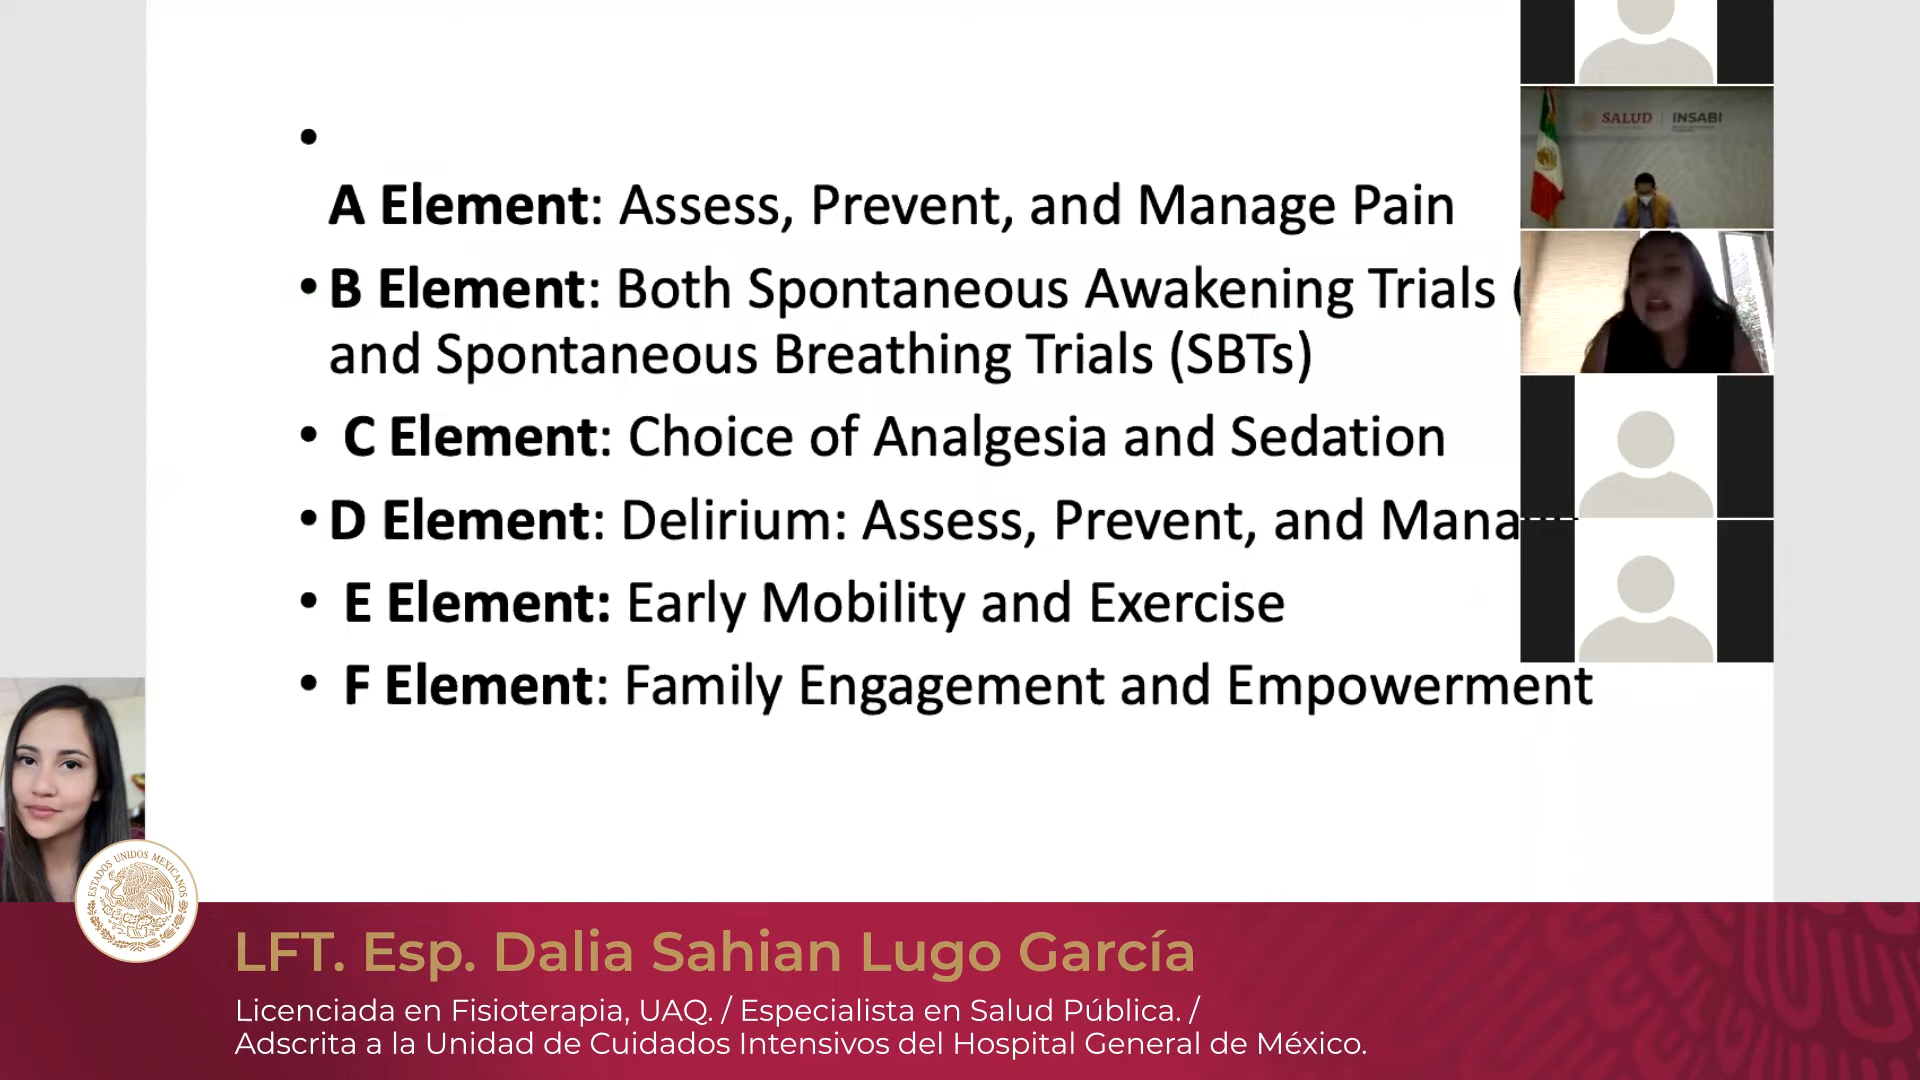 A Element: Assess, Prevent, and Manage Pain
• B Element: Both Spontaneous Awakening Trials (
and Spontaneous Breathing Trials (SBTs)
• C Element: Choice of Analgesia and Sedation
• D Element: Delirium: Assess, Prevent, and Mana
• E Element: Early Mobility and Exercise
• F Element: Family Engagement and Empowerment
SALUD | INSABI
ESTADOS UNIDOS MEXICANOS
LFT. Esp. Dalia Sahian Lugo García
Licenciada en Fisioterapia, UAQ. / Especialista en Salud Pública. /
Adscrita a la Unidad de Cuidados Intensivos del Hospital General de México.